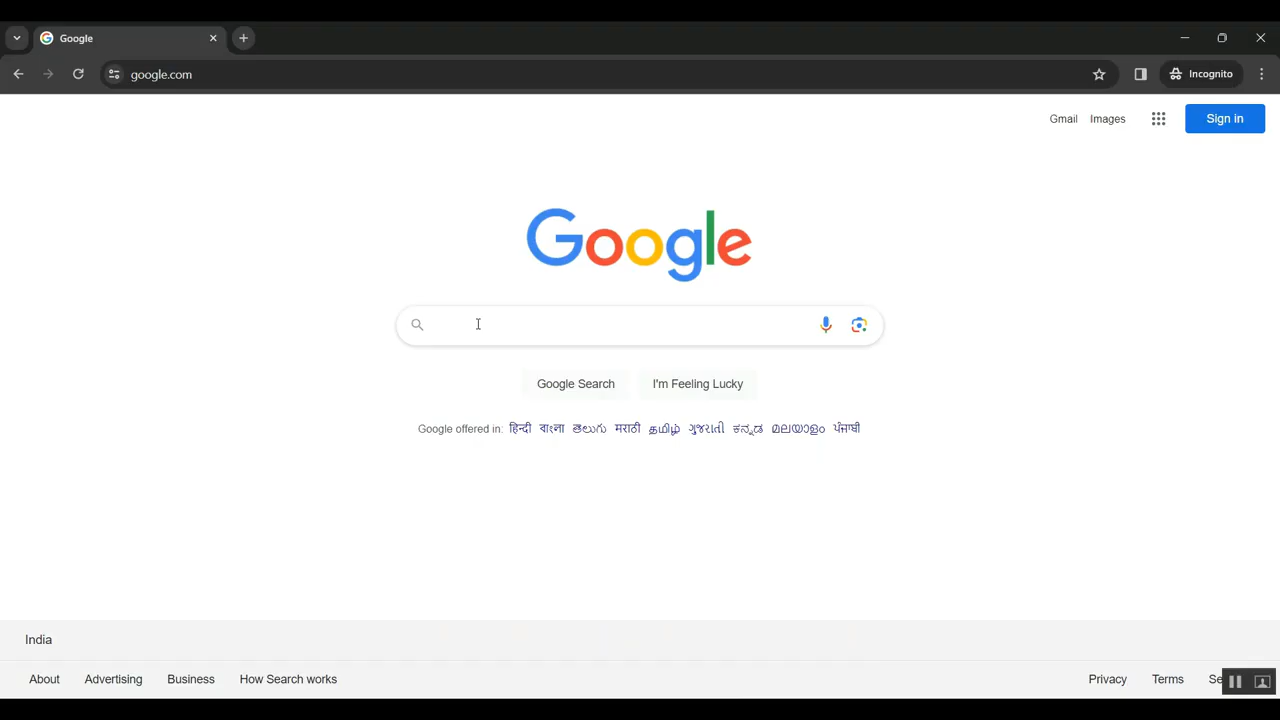 Google
google.com
Incognito
Gmail Images Sign in
Google
Google Search I'm Feeling Lucky
Google offered in: हिन्दी বাংলা తెలుగు मराठी தமிழ் ગુજરાતી ಕನ್ನಡ മലയാളം ਪੰਜਾਬੀ
India
About Advertising Business How Search works Privacy Terms